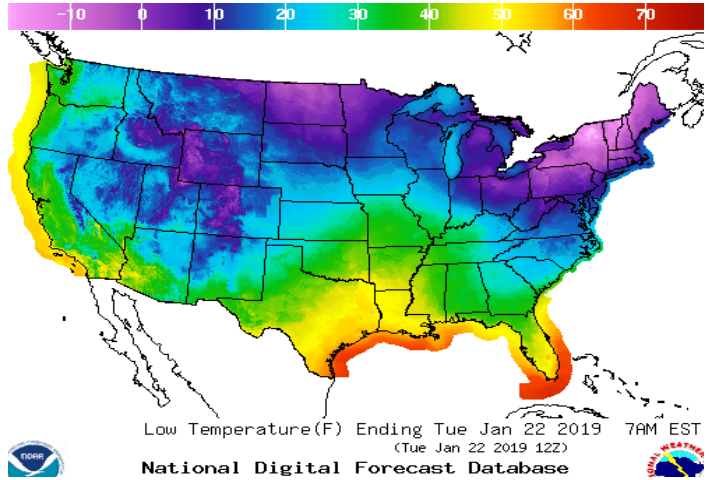 -10 0 10 20 30 40 50 60 70
Low Temperature(F) Ending Tue Jan 22 2019 7AM EST
(Tue Jan 22 2019 12Z)
National Digital Forecast Database
NOAA